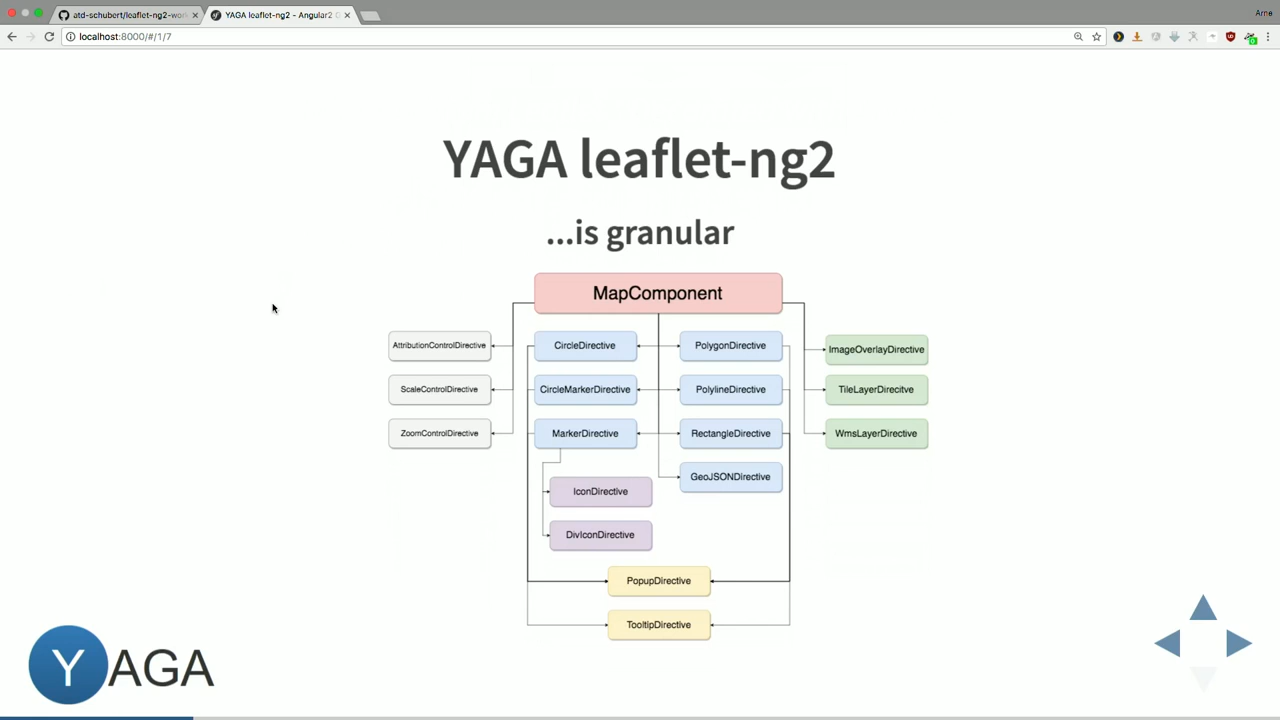 atd-schubert/leaflet-ng2-wor
YAGA leaflet-ng2 - Angular2
Arne
localhost:8000/#/1/7
YAGA leaflet-ng2
...is granular
MapComponent
AttributionControlDirective
CircleDirective
PolygonDirective
ImageOverlayDirective
ScaleControlDirective
CircleMarkerDirective
PolylineDirective
TileLayerDirecitve
ZoomControlDirective
MarkerDirective
RectangleDirective
WmsLayerDirective
GeoJSONDirective
IconDirective
DivIconDirective
PopupDirective
TooltipDirective
YAGA